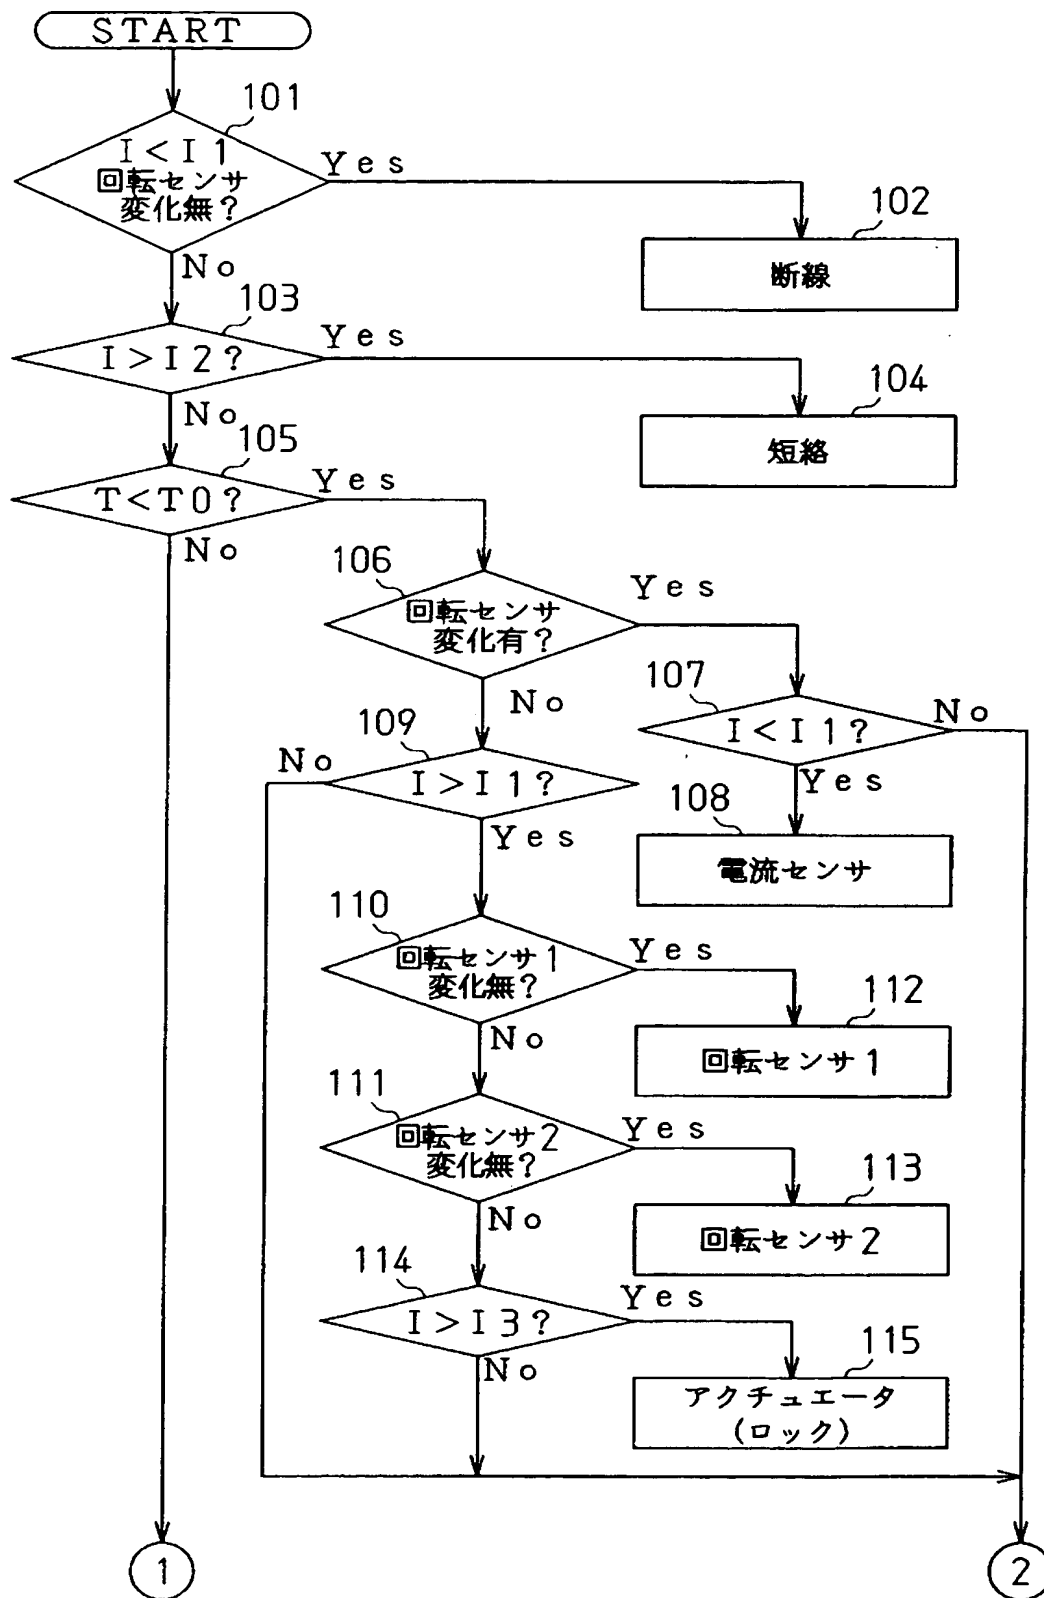 START
101
I<I1
回転センサ
変化無?
Yes
102
断線
No
103
I>I2?
Yes
104
短絡
No
105
T<T0?
Yes
No
106
回転センサ
変化有?
Yes
No
107
I<I1?
No
Yes
108
電流センサ
109
No
I>I1?
Yes
110
回転センサ1
変化無?
Yes
112
回転センサ1
No
111
回転センサ2
変化無?
Yes
113
回転センサ2
No
114
I>I3?
Yes
115
アクチュエータ
(ロック)
No
1
2